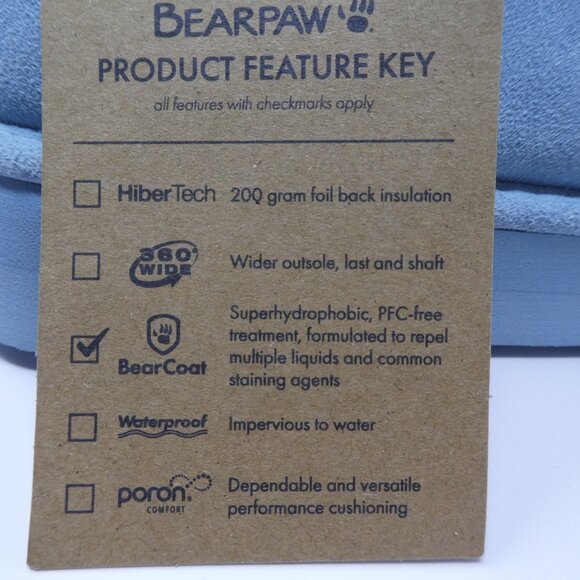 BEARPAW
PRODUCT FEATURE KEY
all features with checkmarks apply
HiberTech 200 gram foil back insulation
360°
WIDE
Wider outsole, last and shaft
BearCoat
Superhydrophobic, PFC-free
treatment, formulated to repel
multiple liquids and common
staining agents
Waterproof Impervious to water
poron.
COMFORT
Dependable and versatile
performance cushioning